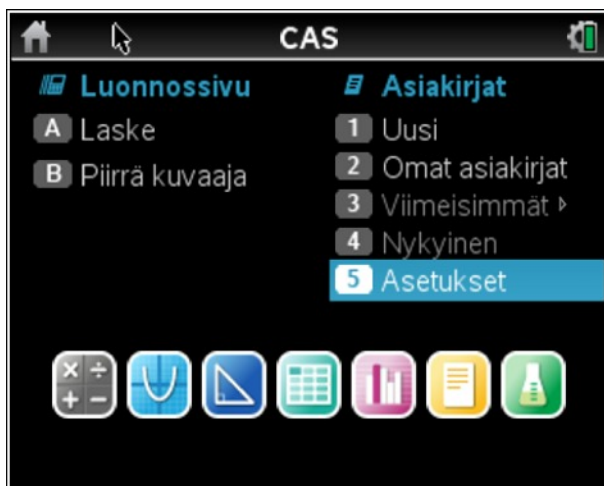 CAS
Luonnossivu
A Laske
B Piirrä kuvaaja
Asiakirjat
1 Uusi
2 Omat asiakirjat
3 Viimeisimmät ▹
4 Nykyinen
5 Asetukset